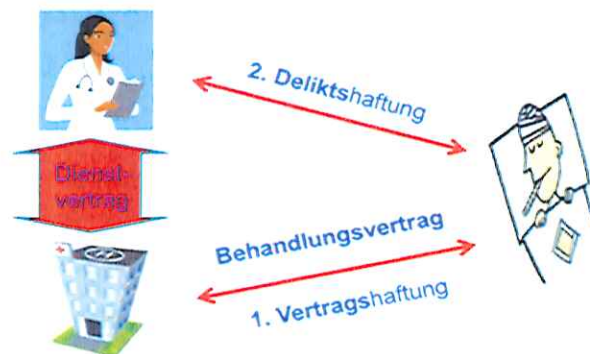 2. Deliktshaftung
Dienst-
vertrag
Behandlungsvertrag
1. Vertragshaftung